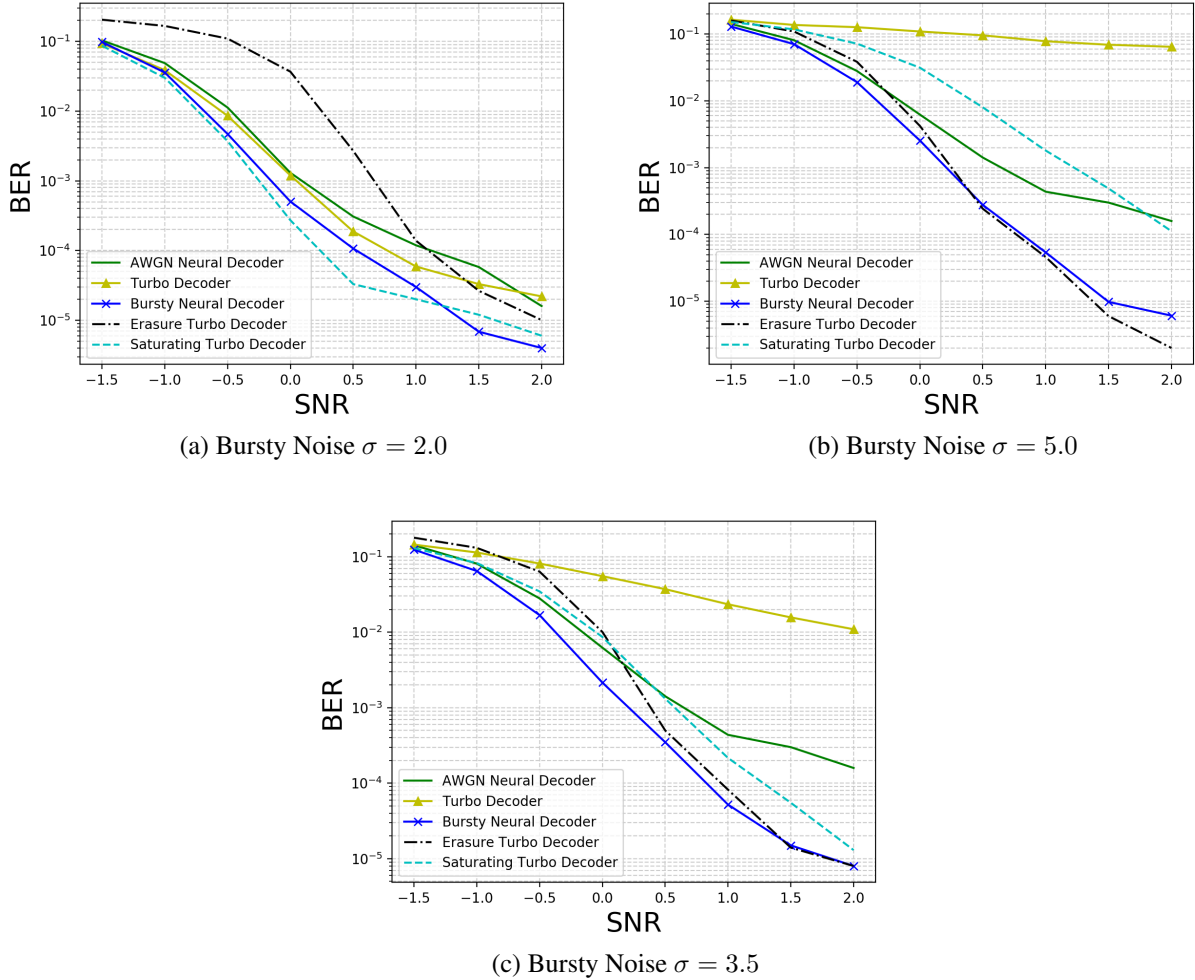 10⁻¹
10⁻²
10⁻³
10⁻⁴
10⁻⁵
BER
AWGN Neural Decoder
Turbo Decoder
Bursty Neural Decoder
Erasure Turbo Decoder
Saturating Turbo Decoder
−1.5 −1.0 −0.5 0.0 0.5 1.0 1.5 2.0
SNR
(a) Bursty Noise σ = 2.0
10⁻¹
10⁻²
10⁻³
10⁻⁴
10⁻⁵
BER
AWGN Neural Decoder
Turbo Decoder
Bursty Neural Decoder
Erasure Turbo Decoder
Saturating Turbo Decoder
−1.5 −1.0 −0.5 0.0 0.5 1.0 1.5 2.0
SNR
(b) Bursty Noise σ = 5.0
10⁻¹
10⁻²
10⁻³
10⁻⁴
10⁻⁵
BER
AWGN Neural Decoder
Turbo Decoder
Bursty Neural Decoder
Erasure Turbo Decoder
Saturating Turbo Decoder
−1.5 −1.0 −0.5 0.0 0.5 1.0 1.5 2.0
SNR
(c) Bursty Noise σ = 3.5